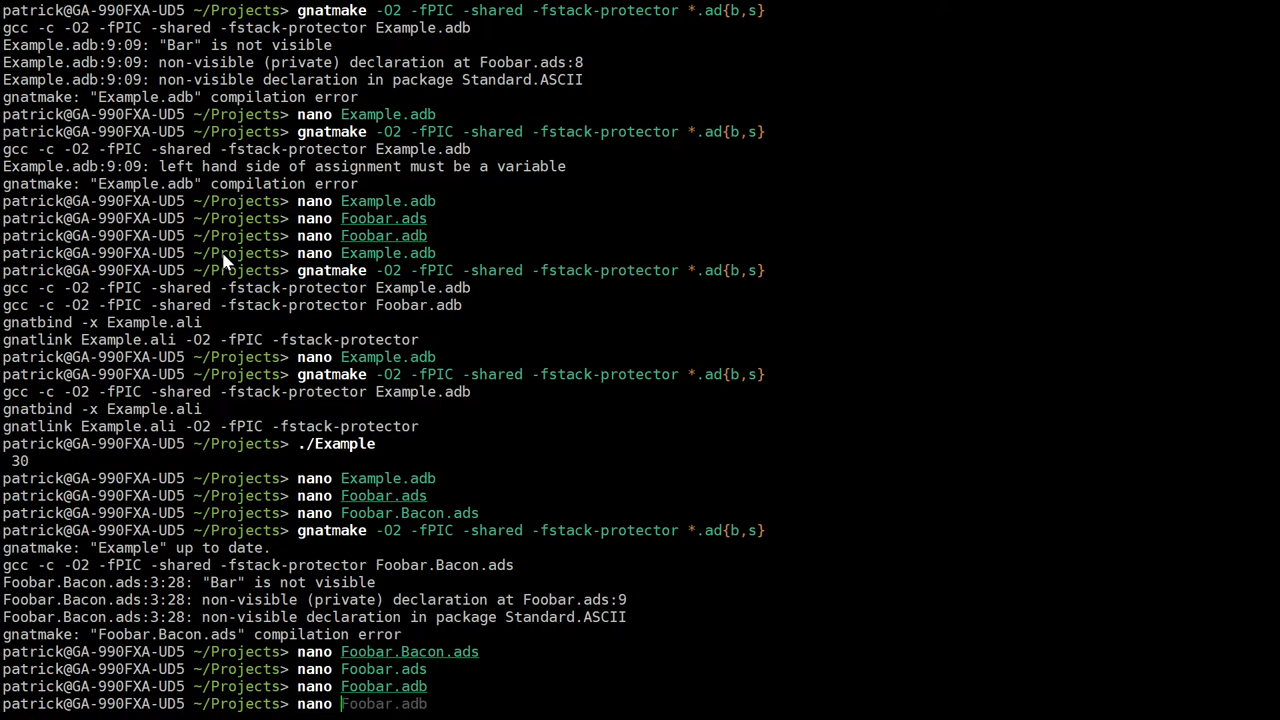 patrick@GA-990FXA-UD5 ~/Projects> gnatmake -O2 -fPIC -shared -fstack-protector *.ad{b,s}
gcc -c -O2 -fPIC -shared -fstack-protector Example.adb
Example.adb:9:09: "Bar" is not visible
Example.adb:9:09: non-visible (private) declaration at Foobar.ads:8
Example.adb:9:09: non-visible declaration in package Standard.ASCII
gnatmake: "Example.adb" compilation error
patrick@GA-990FXA-UD5 ~/Projects> nano Example.adb
patrick@GA-990FXA-UD5 ~/Projects> gnatmake -O2 -fPIC -shared -fstack-protector *.ad{b,s}
gcc -c -O2 -fPIC -shared -fstack-protector Example.adb
Example.adb:9:09: left hand side of assignment must be a variable
gnatmake: "Example.adb" compilation error
patrick@GA-990FXA-UD5 ~/Projects> nano Example.adb
patrick@GA-990FXA-UD5 ~/Projects> nano Foobar.ads
patrick@GA-990FXA-UD5 ~/Projects> nano Foobar.adb
patrick@GA-990FXA-UD5 ~/Projects> nano Example.adb
patrick@GA-990FXA-UD5 ~/Projects> gnatmake -O2 -fPIC -shared -fstack-protector *.ad{b,s}
gcc -c -O2 -fPIC -shared -fstack-protector Example.adb
gcc -c -O2 -fPIC -shared -fstack-protector Foobar.adb
gnatbind -x Example.ali
gnatlink Example.ali -O2 -fPIC -fstack-protector
patrick@GA-990FXA-UD5 ~/Projects> nano Example.adb
patrick@GA-990FXA-UD5 ~/Projects> gnatmake -O2 -fPIC -shared -fstack-protector *.ad{b,s}
gcc -c -O2 -fPIC -shared -fstack-protector Example.adb
gnatbind -x Example.ali
gnatlink Example.ali -O2 -fPIC -fstack-protector
patrick@GA-990FXA-UD5 ~/Projects> ./Example
 30
patrick@GA-990FXA-UD5 ~/Projects> nano Example.adb
patrick@GA-990FXA-UD5 ~/Projects> nano Foobar.ads
patrick@GA-990FXA-UD5 ~/Projects> nano Foobar.Bacon.ads
patrick@GA-990FXA-UD5 ~/Projects> gnatmake -O2 -fPIC -shared -fstack-protector *.ad{b,s}
gnatmake: "Example" up to date.
gcc -c -O2 -fPIC -shared -fstack-protector Foobar.Bacon.ads
Foobar.Bacon.ads:3:28: "Bar" is not visible
Foobar.Bacon.ads:3:28: non-visible (private) declaration at Foobar.ads:9
Foobar.Bacon.ads:3:28: non-visible declaration in package Standard.ASCII
gnatmake: "Foobar.Bacon.ads" compilation error
patrick@GA-990FXA-UD5 ~/Projects> nano Foobar.Bacon.ads
patrick@GA-990FXA-UD5 ~/Projects> nano Foobar.ads
patrick@GA-990FXA-UD5 ~/Projects> nano Foobar.adb
patrick@GA-990FXA-UD5 ~/Projects> nano Foobar.adb